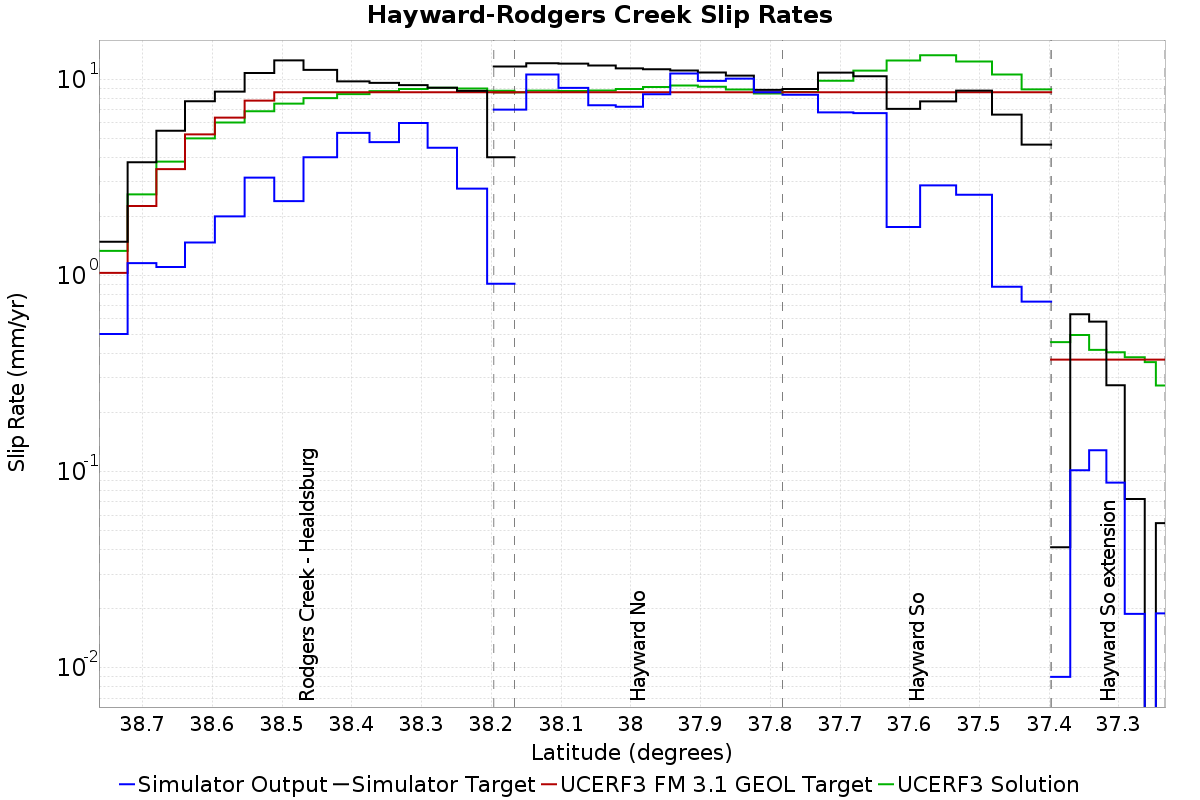 Hayward-Rodgers Creek Slip Rates
Slip Rate (mm/yr)
10^1
10^0
10^-1
10^-2
Rodgers Creek - Healdsburg
Hayward No
Hayward So
Hayward So extension
38.7 38.6 38.5 38.4 38.3 38.2 38.1 38 37.9 37.8 37.7 37.6 37.5 37.4 37.3
Latitude (degrees)
Simulator Output Simulator Target UCERF3 FM 3.1 GEOL Target UCERF3 Solution